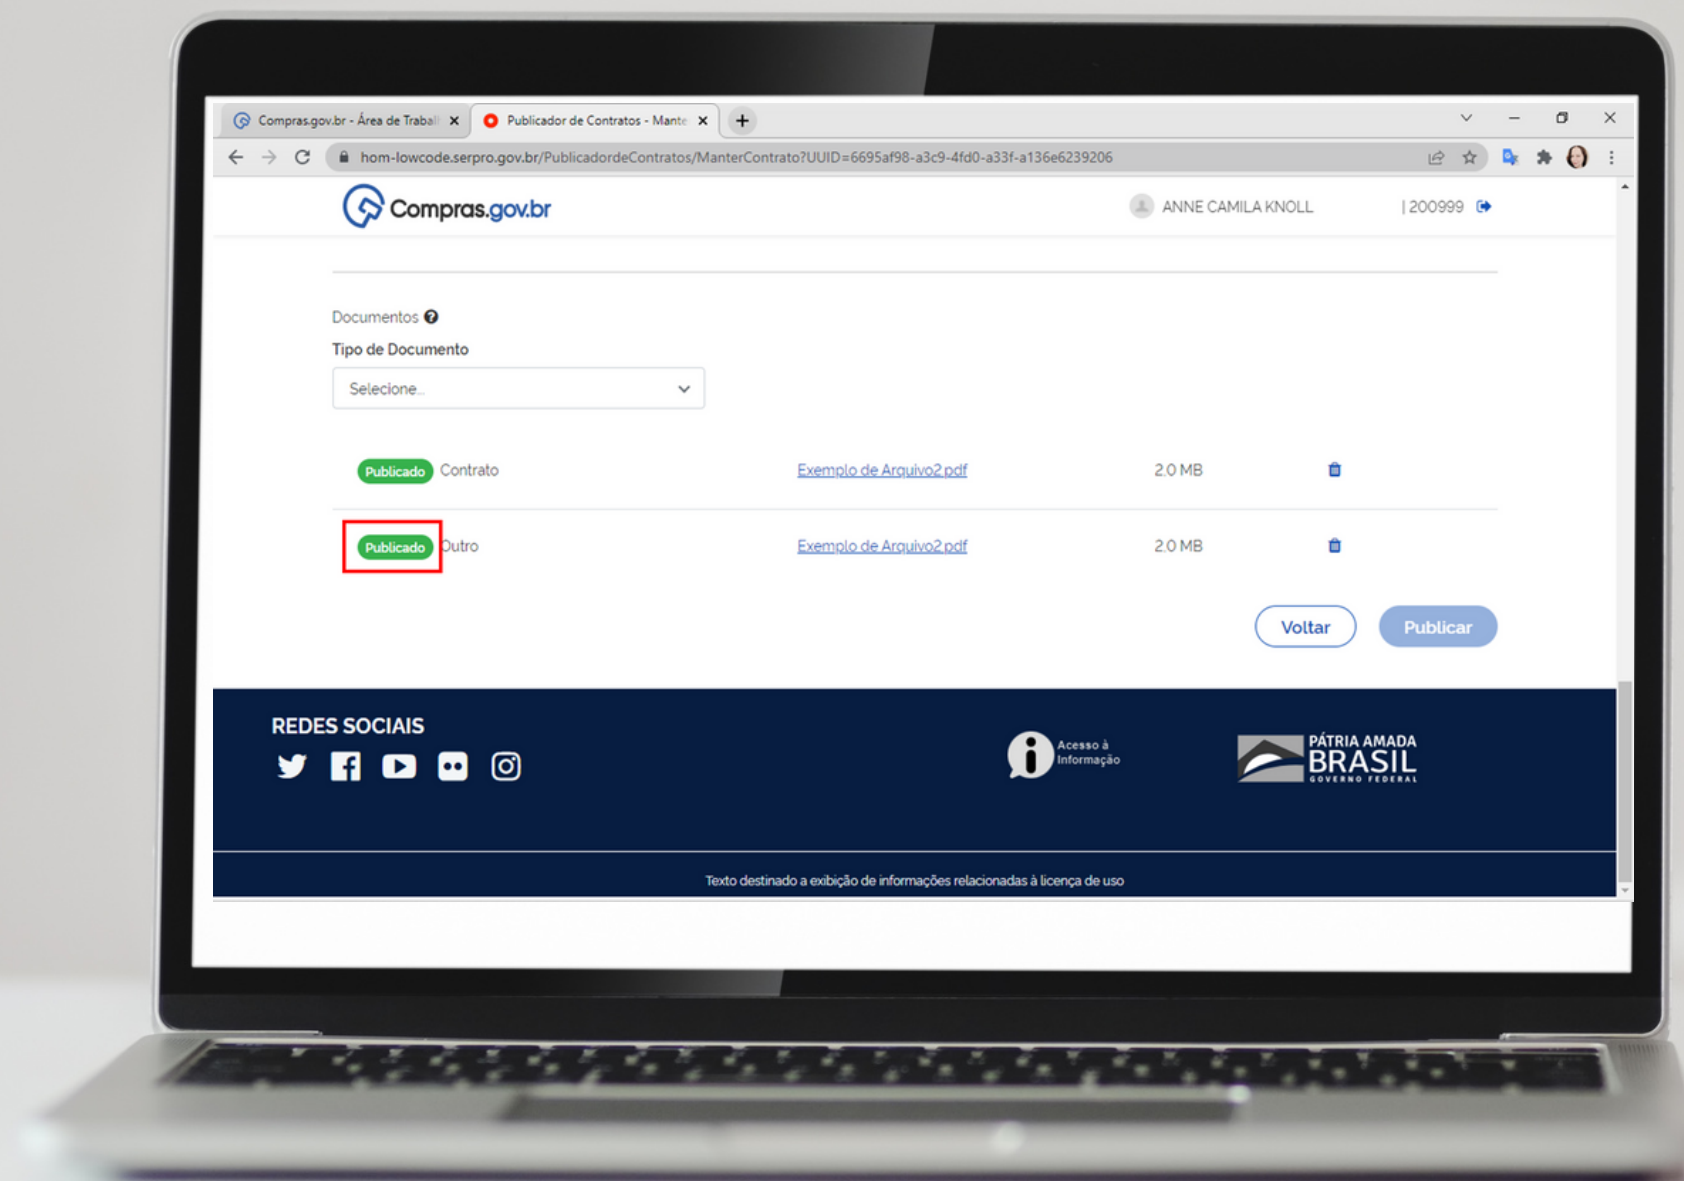 Compras.gov.br - Área de Trabal
Publicador de Contratos - Mante
hom-lowcode.serpro.gov.br/PublicadordeContratos/ManterContrato?UUID=6695af98-a3c9-4fd0-a33f-a136e6239206
Compras.gov.br
ANNE CAMILA KNOLL | 200999
Documentos
Tipo de Documento
Selecione...
Publicado Contrato Exemplo de Arquivo2.pdf 2.0 MB
Publicado Outro Exemplo de Arquivo2.pdf 2.0 MB
Voltar Publicar
REDES SOCIAIS
Acesso à
Informação
PÁTRIA AMADA
BRASIL
GOVERNO FEDERAL
Texto destinado a exibição de informações relacionadas à licença de uso